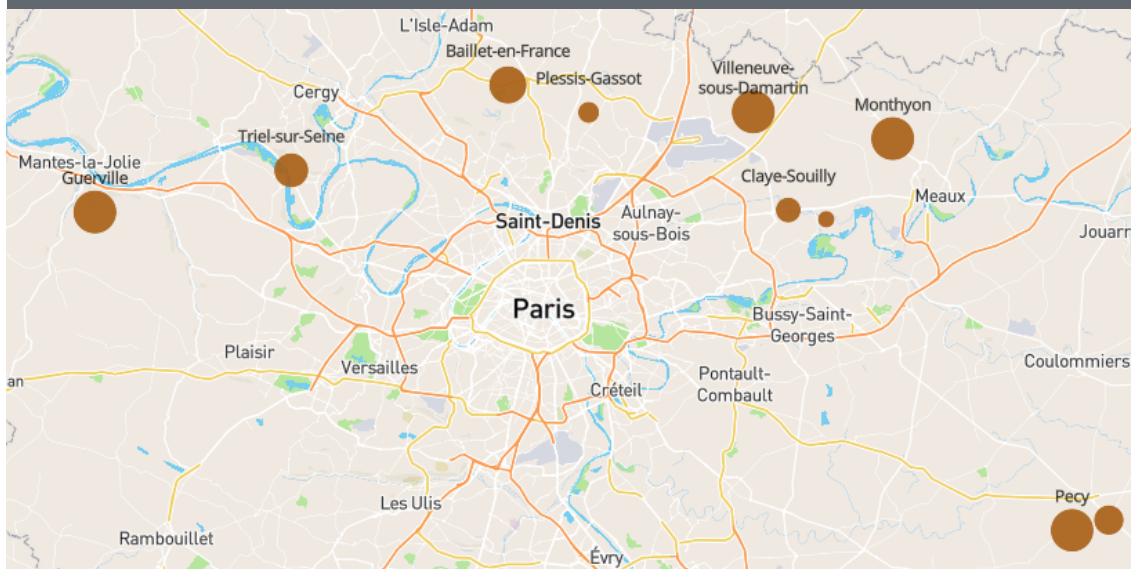 L'Isle-Adam
Baillet-en-France
Plessis-Gassot
Villeneuve-
sous-Damartin
Cergy
Monthyon
Triel-sur-Seine
Mantes-la-Jolie
Guerville
Claye-Souilly
Meaux
Saint-Denis
Aulnay-
sous-Bois
Jouarr
Paris
Bussy-Saint-
Georges
Plaisir
Versailles
Coulommiers
an
Créteil
Pontault-
Combault
Les Ulis
Pecy
Rambouillet
Évry